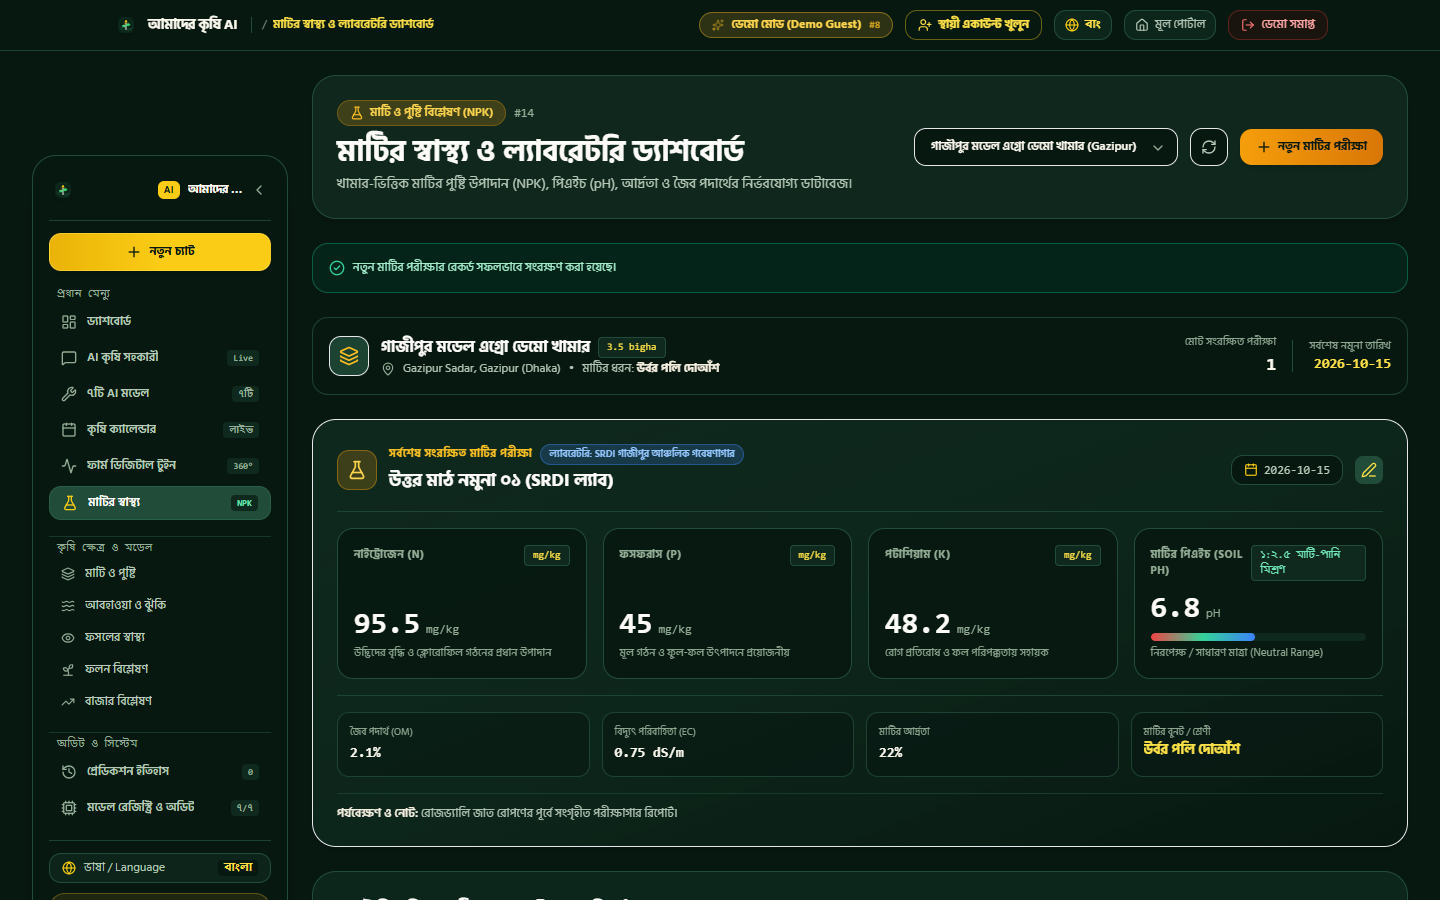 আমাদের কৃষি AI / মাটির স্বাস্থ্য ও ল্যাবরেটরি ড্যাশবোর্ড
ডেমো মোড (Demo Guest) #8
স্থায়ী একাউন্ট খুলুন
বাং
মূল পোর্টাল
ডেমো সমাপ্ত
AI আমাদের ...
+ নতুন চ্যাট
প্রধান মেন্যু
ড্যাশবোর্ড
AI কৃষি সহকারী Live
৭টি AI মডেল ৭টি
কৃষি ক্যালেন্ডার লাইভ
ফার্ম ডিজিটাল টুইন 360°
মাটির স্বাস্থ্য NPK
কৃষি ক্ষেত্র ও মডেল
মাটি ও পুষ্টি
আবহাওয়া ও ঝুঁকি
ফসলের স্বাস্থ্য
ফলন বিশ্লেষণ
বাজার বিশ্লেষণ
অডিট ও সিস্টেম
প্রেডিকশন ইতিহাস 0
মডেল রেজিস্ট্রি ও অডিট ৭/৭
ভাষা / Language বাংলা
মাটি ও পুষ্টি বিশ্লেষণ (NPK) #14
মাটির স্বাস্থ্য ও ল্যাবরেটরি ড্যাশবোর্ড
খামার-ভিত্তিক মাটির পুষ্টি উপাদান (NPK), পিএইচ (pH), আর্দ্রতা ও জৈব পদার্থের নির্ভরযোগ্য ডাটাবেজ।
গাজীপুর মডেল এগ্রো ডেমো খামার (Gazipur)
+ নতুন মাটির পরীক্ষা
নতুন মাটির পরীক্ষার রেকর্ড সফলভাবে সংরক্ষণ করা হয়েছে।
গাজীপুর মডেল এগ্রো ডেমো খামার 3.5 bigha
Gazipur Sadar, Gazipur (Dhaka) • মাটির ধরন: উর্বর পলি দোআঁশ
মোট সংরক্ষিত পরীক্ষা
1
সর্বশেষ নমুনা তারিখ
2026-10-15
সর্বশেষ সংরক্ষিত মাটির পরীক্ষা ল্যাবরেটরি: SRDI গাজীপুর আঞ্চলিক গবেষণাগার
উত্তর মাঠ নমুনা ০১ (SRDI ল্যাব)
2026-10-15
নাইট্রোজেন (N) mg/kg
95.5 mg/kg
উদ্ভিদের বৃদ্ধি ও ক্লোরোফিল গঠনের প্রধান উপাদান
ফসফরাস (P) mg/kg
45 mg/kg
মূল গঠন ও ফুল-ফল উৎপাদনে প্রয়োজনীয়
পটাশিয়াম (K) mg/kg
48.2 mg/kg
রোগ প্রতিরোধ ও ফল পরিপক্কতায় সহায়ক
মাটির পিএইচ (SOIL PH)
১:২.৫ মাটি-পানি মিশ্রণ
6.8 pH
নিরপেক্ষ / সাধারণ মাত্রা (Neutral Range)
জৈব পদার্থ (OM)
2.1%
বিদ্যুৎ পরিবাহিতা (EC)
0.75 dS/m
মাটির আর্দ্রতা
22%
মাটির বুনট / শ্রেণী
উর্বর পলি দোআঁশ
পর্যবেক্ষণ ও নোট: রোজভ্যালি জাত রোপণের পূর্বে সংগৃহীত পরীক্ষাগার রিপোর্ট।